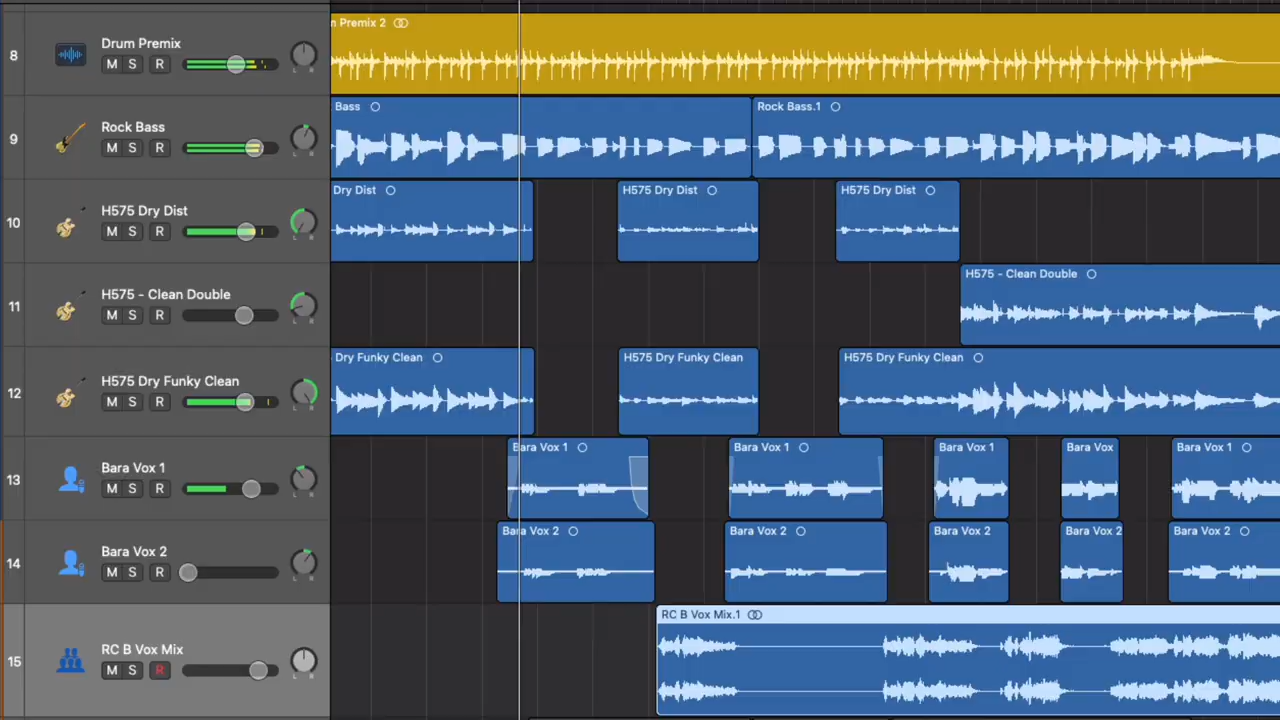 8 Drum Premix
M S R
L R
n Premix 2
9 Rock Bass
M S R
L R
Bass Rock Bass.1
10 H575 Dry Dist
M S R
L R
Dry Dist H575 Dry Dist H575 Dry Dist
11 H575 - Clean Double
M S R
L R
H575 - Clean Double
12 H575 Dry Funky Clean
M S R
L R
Dry Funky Clean H575 Dry Funky Clean H575 Dry Funky Clean
13 Bara Vox 1
M S R
L R
Bara Vox 1 Bara Vox 1 Bara Vox 1 Bara Vox Bara Vox 1
14 Bara Vox 2
M S R
L R
Bara Vox 2 Bara Vox 2 Bara Vox 2 Bara Vox 2 Bara Vox 2
15 RC B Vox Mix
M S R
L R
RC B Vox Mix.1